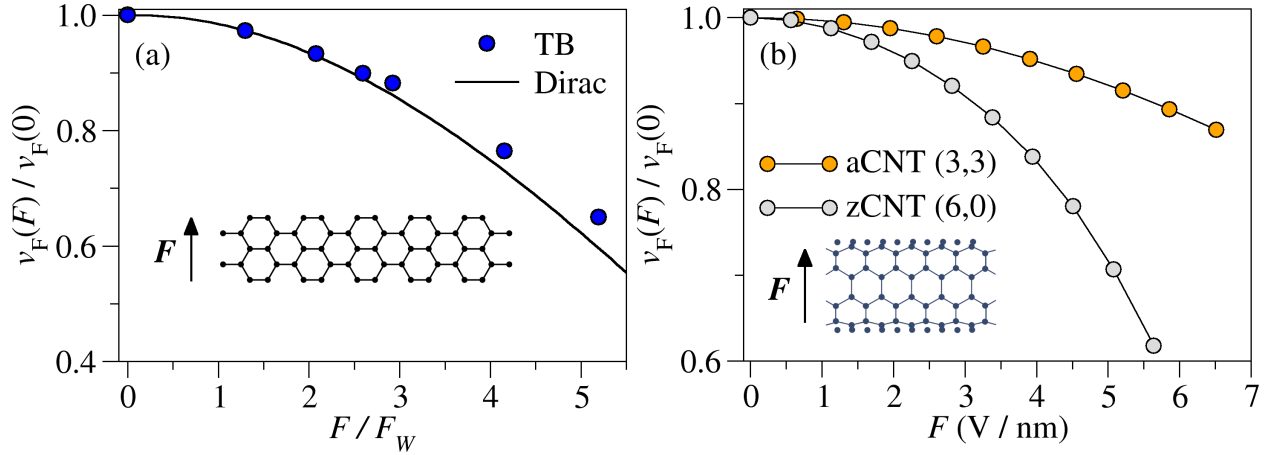 (a)
TB
Dirac
F
v_F(F) / v_F(0)
1.0
0.8
0.6
0.4
0 1 2 3 4 5
F / F_W
(b)
aCNT (3,3)
zCNT (6,0)
F
v_F(F) / v_F(0)
1.0
0.8
0.6
0 1 2 3 4 5 6 7
F (V / nm)